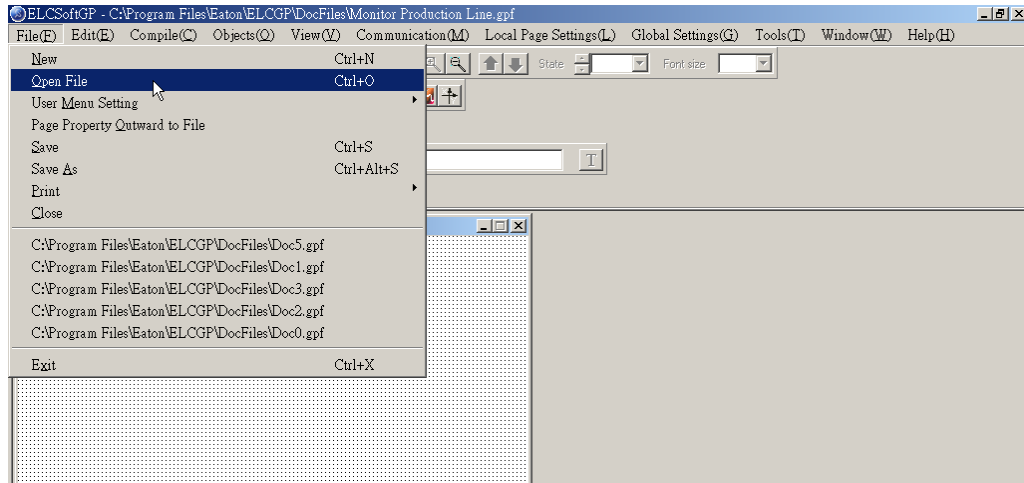 ELCSoftGP - C:\Program Files\Eaton\ELCGP\DocFiles\Monitor Production Line.gpf
File(F) Edit(E) Compile(C) Objects(O) View(V) Communication(M) Local Page Settings(L) Global Settings(G) Tools(T) Window(W) Help(H)
New Ctrl+N
State Font size
Open File Ctrl+O
User Menu Setting
Page Property Outward to File
Save Ctrl+S
T
Save As Ctrl+Alt+S
Print
Close
C:\Program Files\Eaton\ELCGP\DocFiles\Doc5.gpf
C:\Program Files\Eaton\ELCGP\DocFiles\Doc1.gpf
C:\Program Files\Eaton\ELCGP\DocFiles\Doc3.gpf
C:\Program Files\Eaton\ELCGP\DocFiles\Doc2.gpf
C:\Program Files\Eaton\ELCGP\DocFiles\Doc0.gpf
Exit Ctrl+X